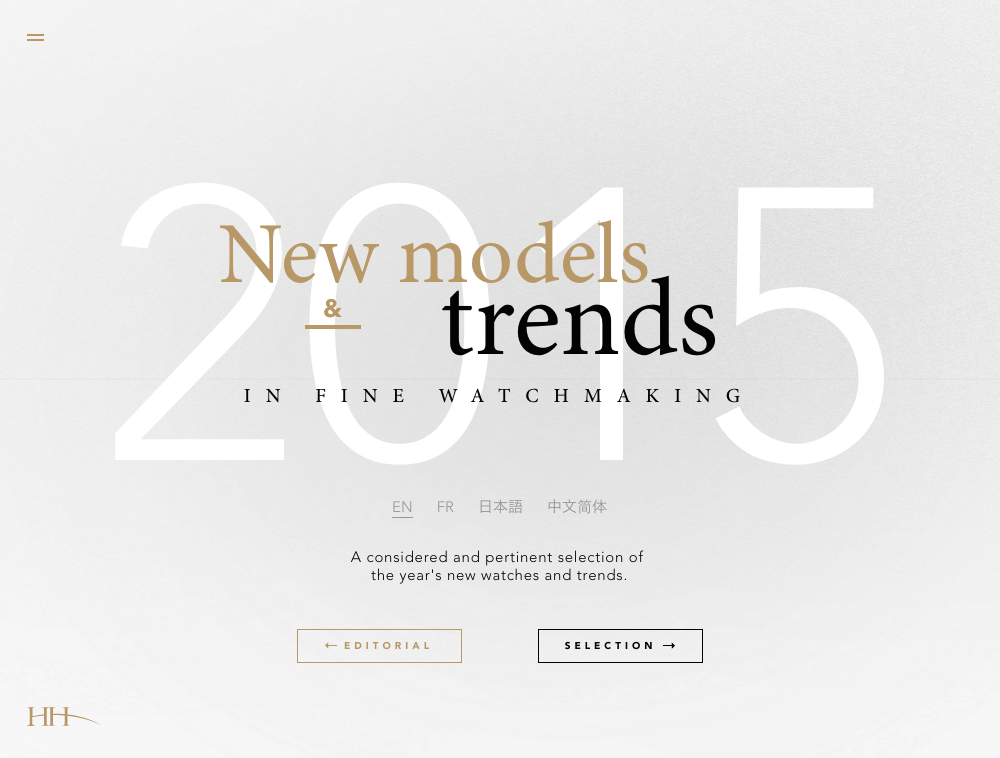 2015
New models
&
trends
IN FINE WATCHMAKING
EN FR 日本語 中文简体
A considered and pertinent selection of
the year's new watches and trends.
← EDITORIAL SELECTION →
HH